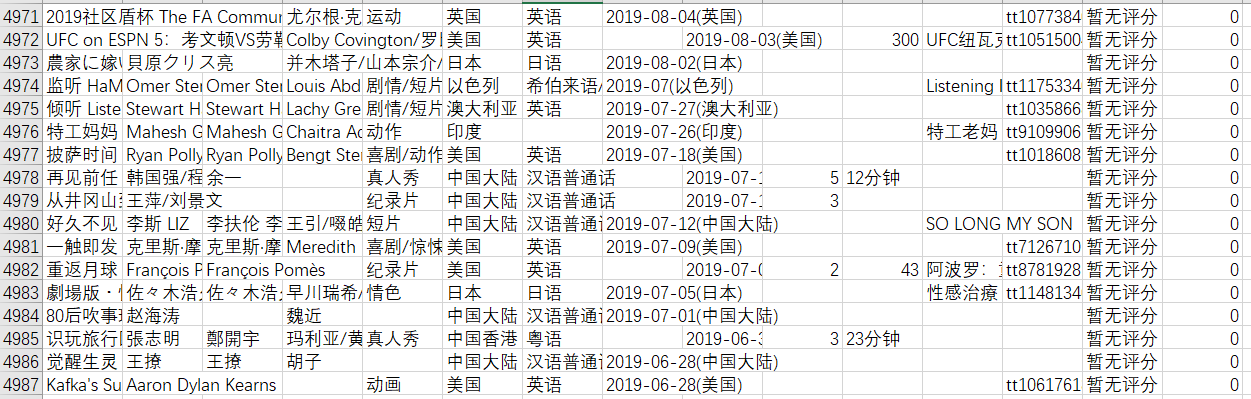 4971 2019社区盾杯 The FA Commu 尤尔根·克 运动 英国 英语 2019-08-04(英国) tt1077384 暂无评分 0
4972 UFC on ESPN 5：考文顿VS劳勒 Colby Covington/罗 美国 英语 2019-08-03(美国) 300 UFC纽瓦克 tt1051500 暂无评分 0
4973 農家に嫁い 貝原クリス亮 并木塔子/山本宗介/ 日本 日语 2019-08-02(日本) 暂无评分 0
4974 监听 HaM Omer Ster Omer Ster Louis Abd 剧情/短片 以色列 希伯来语/ 2019-07(以色列) Listening tt1175334 暂无评分 0
4975 倾听 Liste Stewart H Stewart H Lachy Gre 剧情/短片 澳大利亚 英语 2019-07-27(澳大利亚) tt1035866 暂无评分 0
4976 特工妈妈 Mahesh G Mahesh G Chaitra Ac 动作 印度 2019-07-26(印度) 特工老妈 tt9109906 暂无评分 0
4977 披萨时间 Ryan Polly Ryan Polly Bengt Ste 喜剧/动作 美国 英语 2019-07-18(美国) tt1018608 暂无评分 0
4978 再见前任 韩国强/程 余一 真人秀 中国大陆 汉语普通话 2019-07-1 5 12分钟 暂无评分 0
4979 从井冈山 王萍/刘景文 纪录片 中国大陆 汉语普通话 2019-07-1 3 暂无评分 0
4980 好久不见 李斯 LIZ 李扶伦 李 王引/啜皓 短片 中国大陆 汉语普通话 2019-07-12(中国大陆) SO LONG MY SON 暂无评分 0
4981 一触即发 克里斯·摩 克里斯·摩 Meredith 喜剧/惊悚 美国 英语 2019-07-09(美国) tt7126710 暂无评分 0
4982 重返月球 François P François Pomès 纪录片 美国 英语 2019-07-0 2 43 阿波罗： tt8781928 暂无评分 0
4983 劇場版・ 佐々木浩 佐々木浩 早川瑞希/ 情色 日本 日语 2019-07-05(日本) 性感治療 tt1148134 暂无评分 0
4984 80后吹事 赵海涛 魏近 中国大陆 汉语普通话 2019-07-01(中国大陆) 暂无评分 0
4985 识玩旅行 張志明 鄭開宇 玛利亚/黄 真人秀 中国香港 粤语 2019-06-3 3 23分钟 暂无评分 0
4986 觉醒生灵 王撩 王撩 胡子 中国大陆 汉语普通话 2019-06-28(中国大陆) 暂无评分 0
4987 Kafka's Su Aaron Dylan Kearns 动画 美国 英语 2019-06-28(美国) tt1061761 暂无评分 0